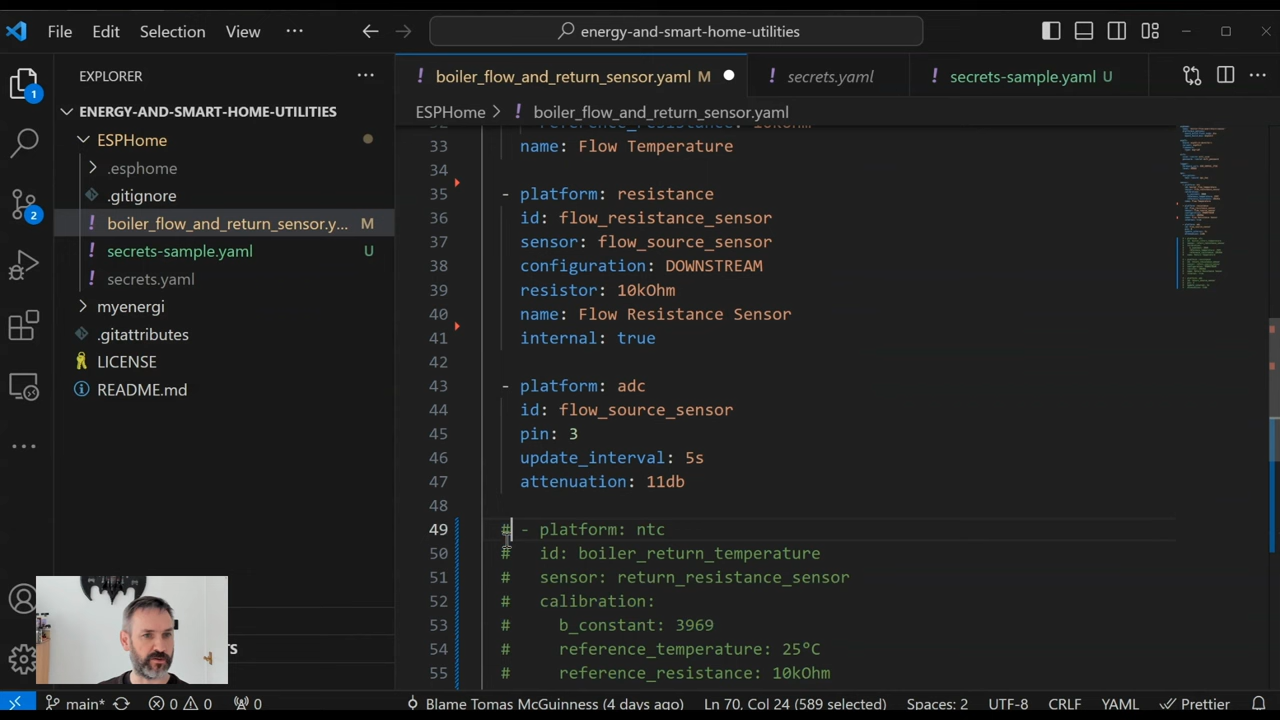 File Edit Selection View ··· energy-and-smart-home-utilities
EXPLORER ···
boiler_flow_and_return_sensor.yaml M
secrets.yaml
secrets-sample.yaml U
1
ENERGY-AND-SMART-HOME-UTILITIES
ESPHome > ! boiler_flow_and_return_sensor.yaml
ESPHome
.esphome
.gitignore
! boiler_flow_and_return_sensor.y... M
! secrets-sample.yaml U
! secrets.yaml
myenergi
.gitattributes
LICENSE
README.md
2
33 name: Flow Temperature
34
35 - platform: resistance
36 id: flow_resistance_sensor
37 sensor: flow_source_sensor
38 configuration: DOWNSTREAM
39 resistor: 10kOhm
40 name: Flow Resistance Sensor
41 internal: true
42
43 - platform: adc
44 id: flow_source_sensor
45 pin: 3
46 update_interval: 5s
47 attenuation: 11db
48
49 # - platform: ntc
50 # id: boiler_return_temperature
51 # sensor: return_resistance_sensor
52 # calibration:
53 # b_constant: 3969
54 # reference_temperature: 25°C
55 # reference_resistance: 10kOhm
main* 0 0 0 Blame Tomas McGuinness (4 days ago) Ln 70, Col 24 (589 selected) Spaces: 2 UTF-8 CRLF YAML Prettier